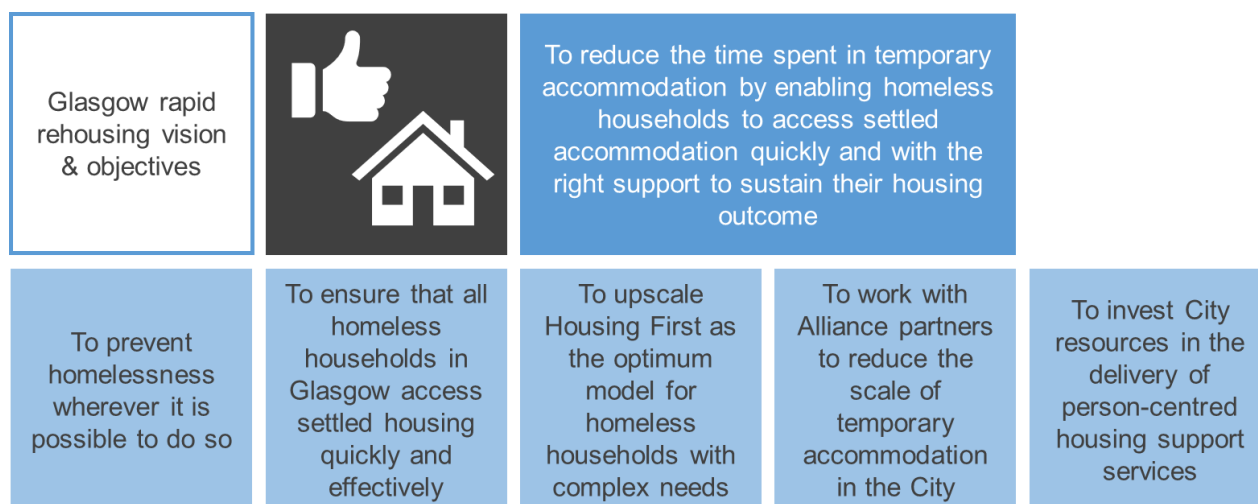 Glasgow rapid
rehousing vision
& objectives
To reduce the time spent in temporary
accommodation by enabling homeless
households to access settled
accommodation quickly and with the
right support to sustain their housing
outcome
To prevent
homelessness
wherever it is
possible to do so
To ensure that all
homeless
households in
Glasgow access
settled housing
quickly and
effectively
To upscale
Housing First as
the optimum
model for
homeless
households with
complex needs
To work with
Alliance partners
to reduce the
scale of
temporary
accommodation
in the City
To invest City
resources in the
delivery of
person-centred
housing support
services